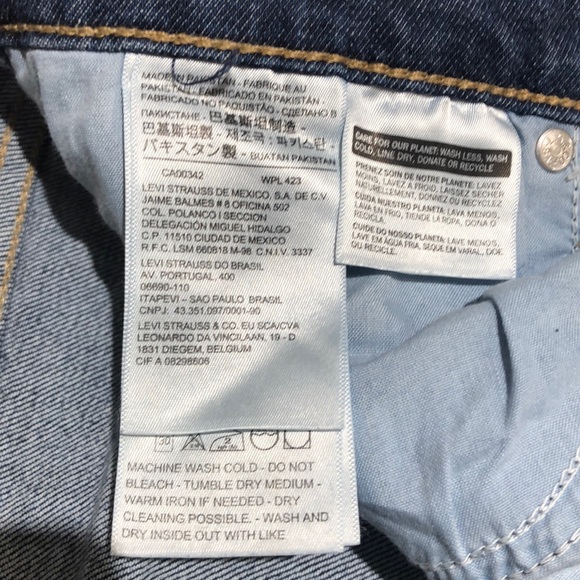 MADE IN PAKISTAN - FABRIQUE AU
PAKISTAN. - FABRICADO EN PAKISTÁN.
FABRICADO NO PAQUISTÃO - СДЕЛАНО В
ПАКИСТАНЕ - 巴基斯坦制造 -
巴基斯坦製 - 제조국 : 파키스탄 -
パキスタン製 - BUATAN PAKISTAN
CA00342 WPL 423
LEVI STRAUSS DE MEXICO, S.A. DE C.V.
JAIME BALMES # 8 OFICINA 502
COL. POLANCO I SECCION
DELEGACIÓN MIGUEL HIDALGO
C.P. 11510 CIUDAD DE MEXICO
R.F.C. LSM 660818 M-98 C.N.I.V. 3337
LEVI STRAUSS DO BRASIL
AV. PORTUGAL, 400
06690-110
ITAPEVI – SAO PAULO BRASIL
CNPJ: 43.351.097/0001-90
LEVI STRAUSS & CO. EU SCA/CVA
LEONARDO DA VINCILAAN, 19 - D
1831 DIEGEM, BELGIUM
CIF A 08298606
30
MACHINE WASH COLD - DO NOT
BLEACH - TUMBLE DRY MEDIUM -
WARM IRON IF NEEDED - DRY
CLEANING POSSIBLE. - WASH AND
DRY INSIDE OUT WITH LIKE
CARE FOR OUR PLANET: WASH LESS, WASH
COLD, LINE DRY, DONATE OR RECYCLE
PRENEZ SOIN DE NOTRE PLANETE: LAVEZ
MOINS, LAVEZ A FROID, LAISSEZ SÉCHER
NATURELLEMENT, DONNEZ OU RECYCLEZ
CUIDA NUESTRO PLANETA: LAVA MENOS,
LAVA EN FRIO, TIENDE LA ROPA, DONA O
RECICLA.
CUIDE DO NOSSO PLANETA: LAVE MENOS,
LAVE EM ÁGUA FRIA, SEQUE EM VARAL, DOE
OU RECICLE.